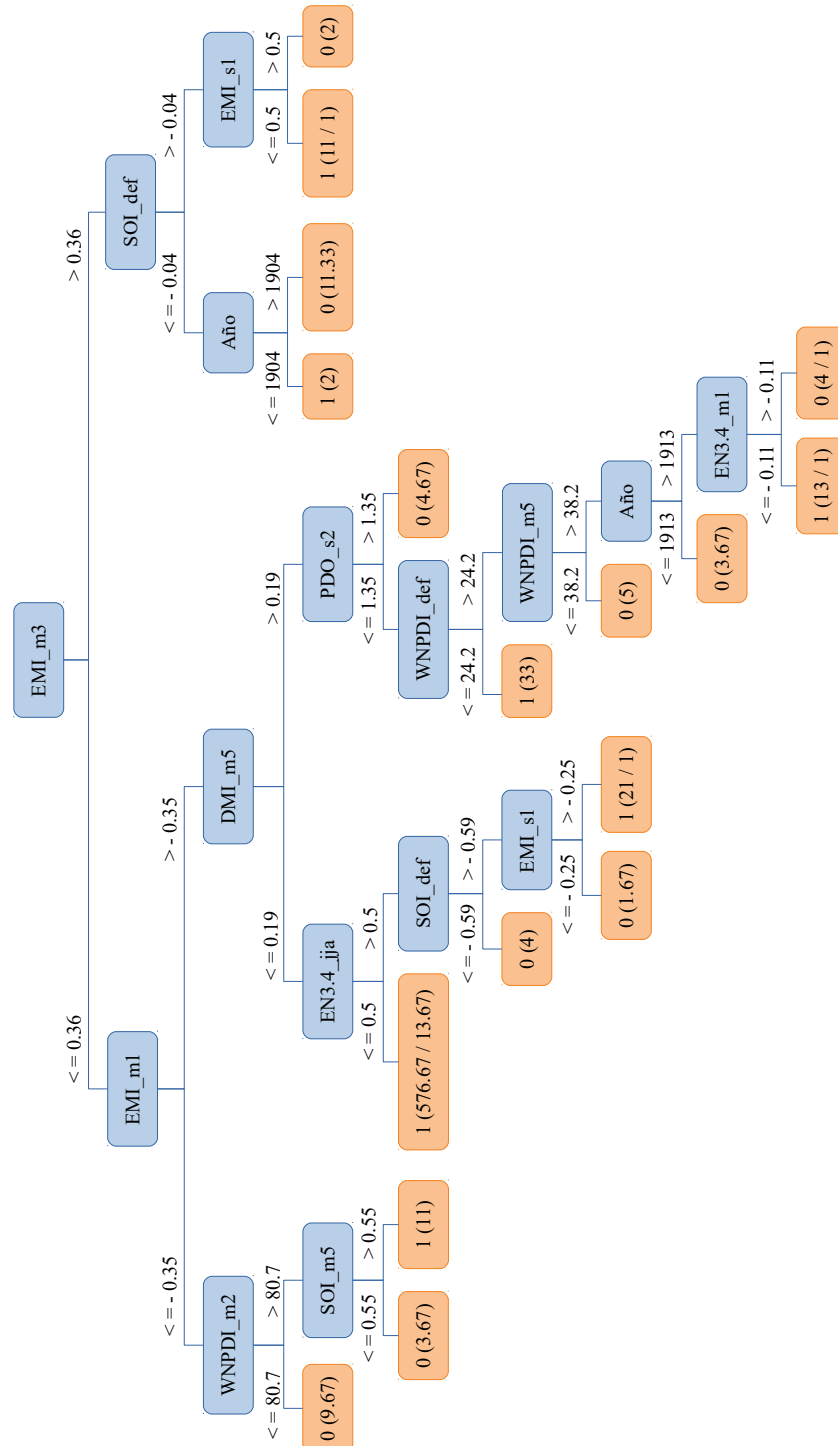 EMI_m3
<= 0.36
> 0.36
EMI_m1
SOI_def
<= - 0.35
> - 0.35
<= - 0.04
> - 0.04
WNPDI_m2
DMI_m5
Año
EMI_s1
<= 80.7
> 80.7
<= 0.19
> 0.19
<= 1904
> 1904
<= 0.5
> 0.5
0 (9.67)
SOI_m5
EN3.4_jja
PDO_s2
1 (2)
0 (11.33)
1 (11 / 1)
0 (2)
<= 0.55
> 0.55
<= 0.5
> 0.5
<= 1.35
> 1.35
0 (3.67)
1 (11)
1 (576.67 / 13.67)
SOI_def
WNPDI_def
0 (4.67)
<= - 0.59
> - 0.59
<= 24.2
> 24.2
0 (4)
EMI_s1
1 (33)
WNPDI_m5
<= - 0.25
> - 0.25
<= 38.2
> 38.2
0 (1.67)
1 (21 / 1)
0 (5)
Año
<= 1913
> 1913
0 (3.67)
EN3.4_m1
<= - 0.11
> - 0.11
1 (13 / 1)
0 (4 / 1)